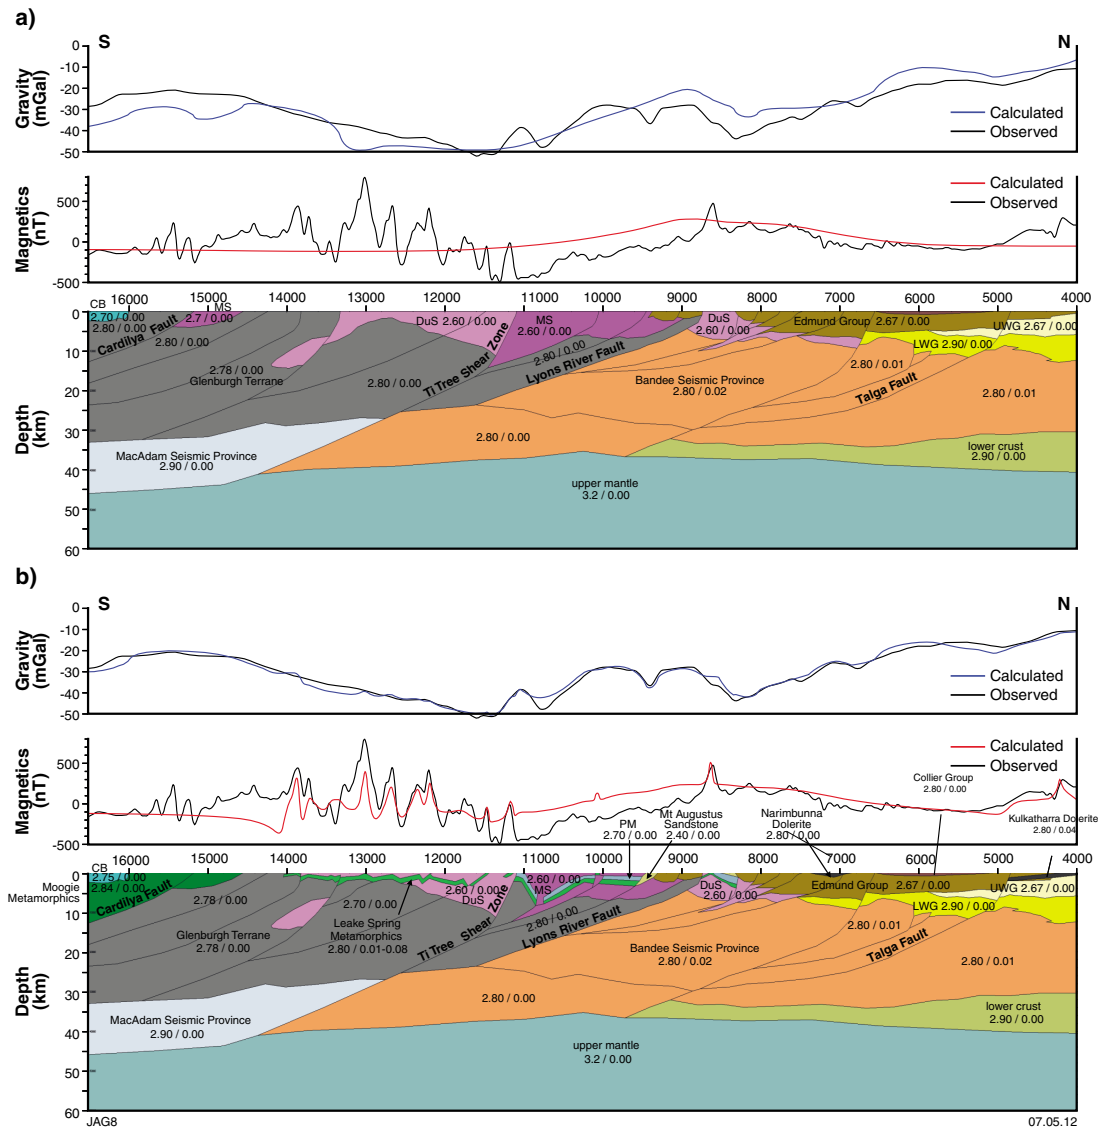 a)
S
N
Gravity
(mGal)
0
-10
-20
-30
-40
-50
Calculated
Observed
Magnetics
(nT)
500
0
-500
Calculated
Observed
CB 16000 15000 14000 13000 12000 11000 10000 9000 8000 7000 6000 5000 4000
MS
Depth
(km)
0
10
20
30
40
50
60
2.70 / 0.00
2.80 / 0.00
Cardilya Fault
2.7 / 0.00
2.80 / 0.00
2.78 / 0.00
Glenburgh Terrane
2.80 / 0.00
DuS 2.60 / 0.00
Ti Tree Shear Zone
MS
2.60 / 0.00
2.80 / 0.00
Lyons River Fault
DuS
2.60 / 0.00
Edmund Group 2.67 / 0.00
UWG 2.67 / 0.00
LWG 2.90/ 0.00
2.80 / 0.01
Talga Fault
2.80 / 0.01
Bandee Seismic Province
2.80 / 0.02
2.80 / 0.00
MacAdam Seismic Province
2.90 / 0.00
lower crust
2.90 / 0.00
upper mantle
3.2 / 0.00
b)
S
N
Gravity
(mGal)
0
-10
-20
-30
-40
-50
Calculated
Observed
Magnetics
(nT)
500
0
-500
Calculated
Observed
Collier Group
2.80 / 0.00
Kulkatharra Dolerite
2.80 / 0.04
PM
2.70 / 0.00
Mt Augustus
Sandstone
2.40 / 0.00
Narimbunna
Dolerite
2.80 / 0.00
CB 16000 15000 14000 13000 12000 11000 10000 9000 8000 7000 6000 5000 4000
Depth
(km)
0
10
20
30
40
50
60
Moogie
Metamorphics
2.75 / 0.00
2.84 / 0.00
Cardilya Fault
2.78 / 0.00
Glenburgh Terrane
2.78 / 0.00
2.70 / 0.00
Leake Spring
Metamorphics
2.80 / 0.01-0.08
2.60 / 0.00
DuS
Ti Tree Shear Zone
2.60 / 0.00
MS
2.80 / 0.00
Lyons River Fault
DuS
2.60 / 0.00
Edmund Group 2.67 / 0.00
UWG 2.67 / 0.00
LWG 2.90 / 0.00
2.80 / 0.01
Talga Fault
2.80 / 0.01
Bandee Seismic Province
2.80 / 0.02
2.80 / 0.00
MacAdam Seismic Province
2.90 / 0.00
lower crust
2.90 / 0.00
upper mantle
3.2 / 0.00
JAG8
07.05.12